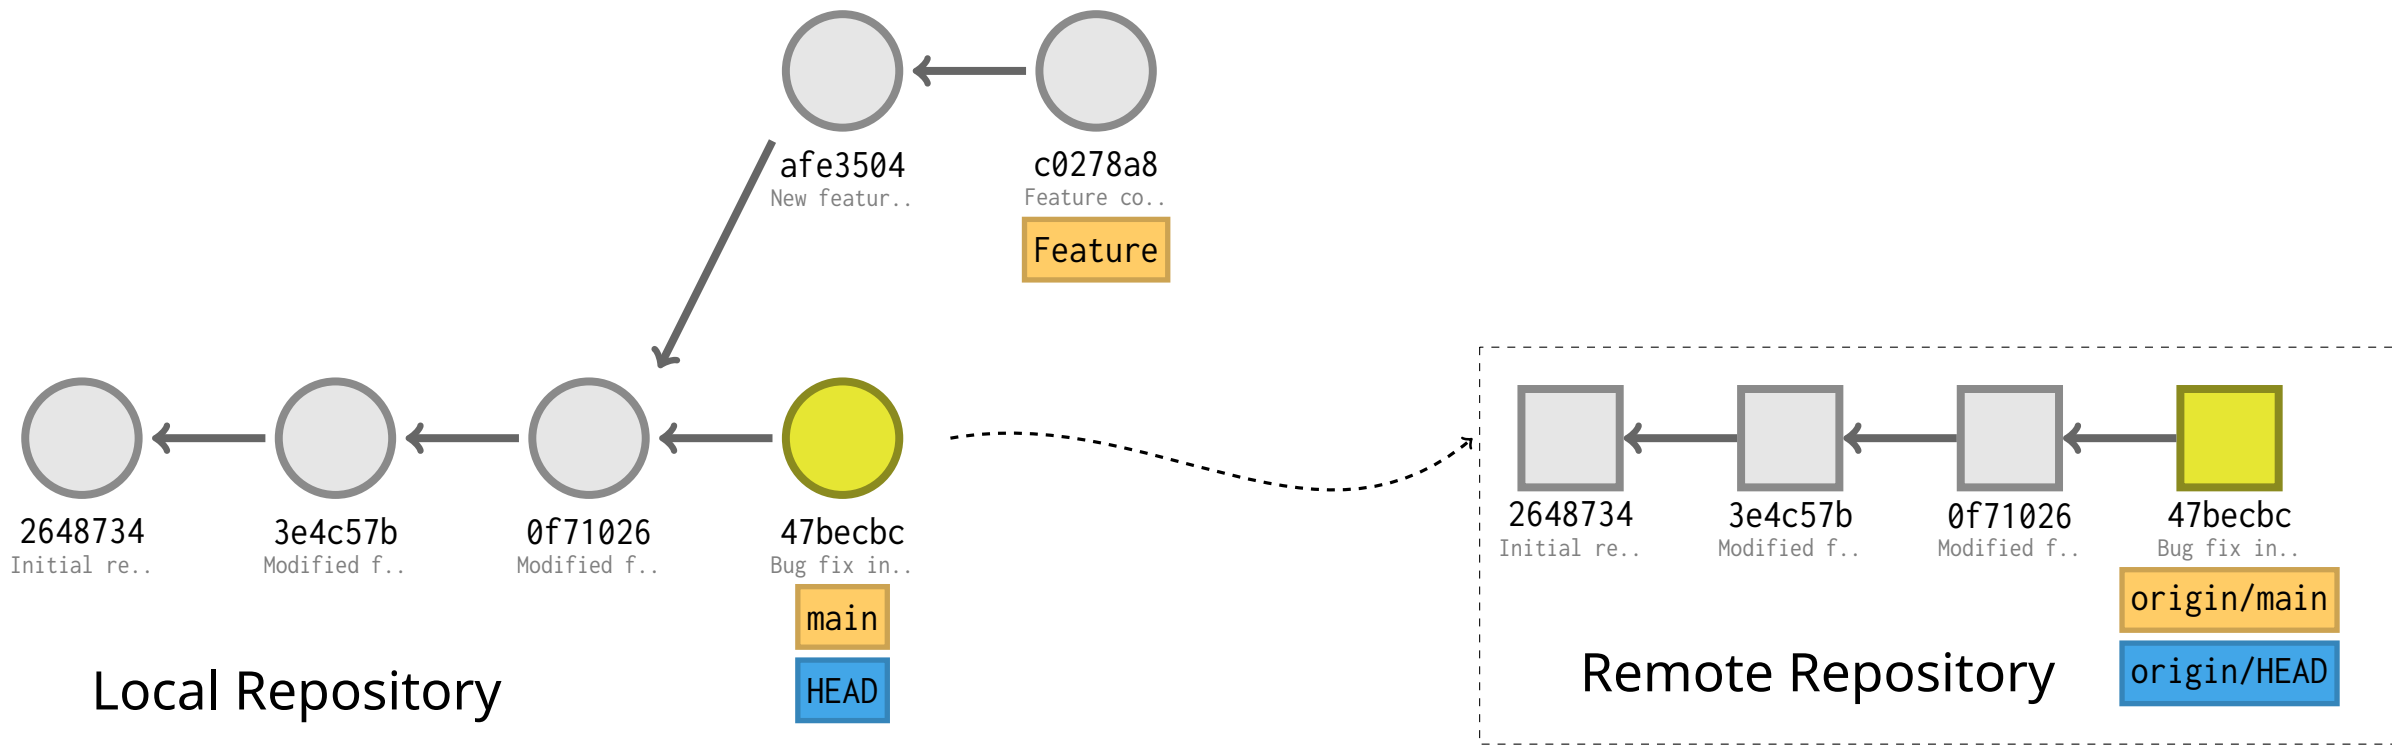 afe3504
New featur..
c0278a8
Feature co..
Feature
2648734
Initial re..
3e4c57b
Modified f..
0f71026
Modified f..
47becbc
Bug fix in..
main
HEAD
Local Repository
2648734
Initial re..
3e4c57b
Modified f..
0f71026
Modified f..
47becbc
Bug fix in..
origin/main
origin/HEAD
Remote Repository